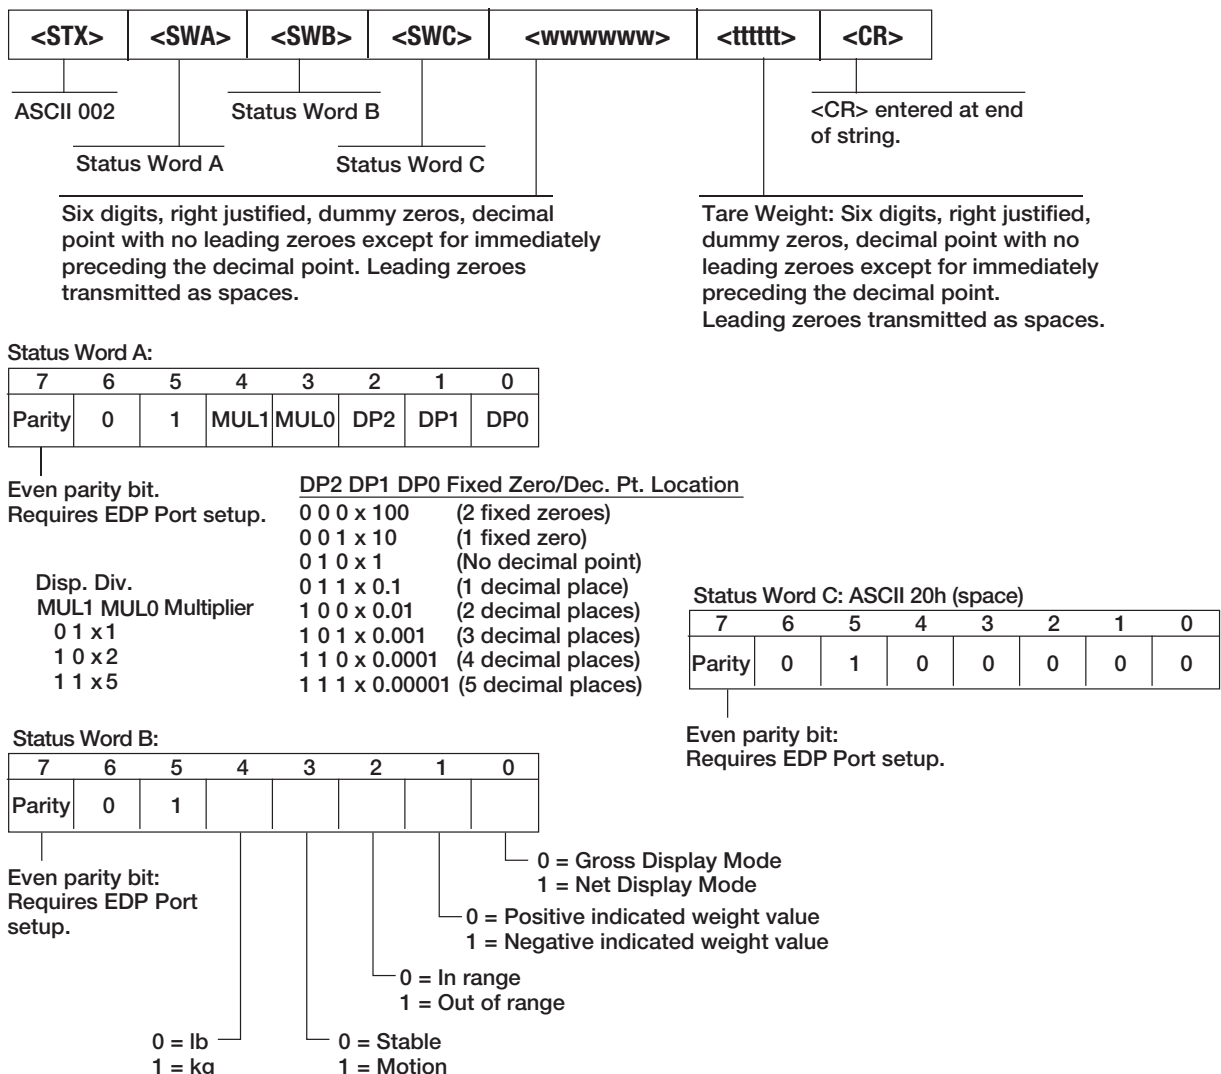 <STX> <SWA> <SWB> <SWC> <wwwwww> <tttttt> <CR>
ASCII 002
Status Word B
<CR> entered at end
of string.
Status Word A
Status Word C
Six digits, right justified, dummy zeros, decimal
point with no leading zeroes except for immediately
preceding the decimal point. Leading zeroes
transmitted as spaces.
Tare Weight: Six digits, right justified,
dummy zeros, decimal point with no
leading zeroes except for immediately
preceding the decimal point.
Leading zeroes transmitted as spaces.
Status Word A:
7 6 5 4 3 2 1 0
Parity 0 1 MUL1 MUL0 DP2 DP1 DP0
Even parity bit.
Requires EDP Port setup.
DP2 DP1 DP0 Fixed Zero/Dec. Pt. Location
0 0 0 x 100 (2 fixed zeroes)
0 0 1 x 10 (1 fixed zero)
0 1 0 x 1 (No decimal point)
0 1 1 x 0.1 (1 decimal place)
1 0 0 x 0.01 (2 decimal places)
1 0 1 x 0.001 (3 decimal places)
1 1 0 x 0.0001 (4 decimal places)
1 1 1 x 0.00001 (5 decimal places)
Disp. Div.
MUL1 MUL0 Multiplier
0 1 x 1
1 0 x 2
1 1 x 5
Status Word C: ASCII 20h (space)
7 6 5 4 3 2 1 0
Parity 0 1 0 0 0 0 0
Even parity bit:
Requires EDP Port setup.
Status Word B:
7 6 5 4 3 2 1 0
Parity 0 1
Even parity bit:
Requires EDP Port
setup.
0 = Gross Display Mode
1 = Net Display Mode
0 = Positive indicated weight value
1 = Negative indicated weight value
0 = In range
1 = Out of range
0 = lb
1 = kg
0 = Stable
1 = Motion